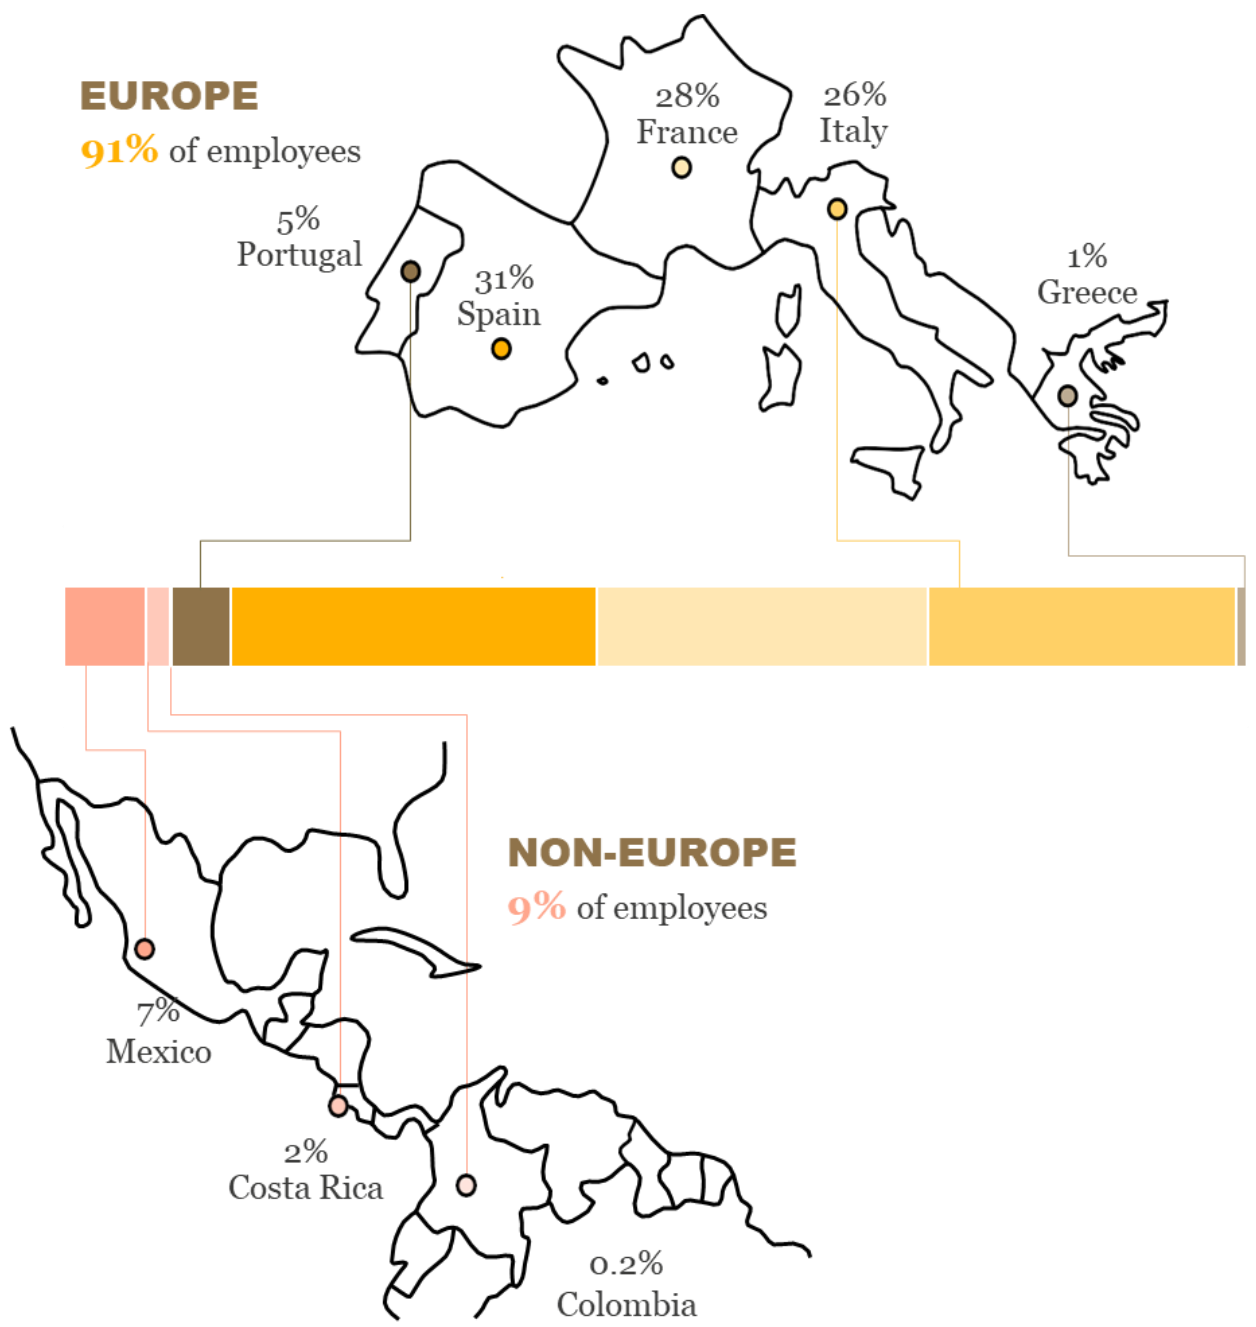 EUROPE
91% of employees
28%
France
26%
Italy
5%
Portugal
31%
Spain
1%
Greece
NON-EUROPE
9% of employees
7%
Mexico
2%
Costa Rica
0.2%
Colombia